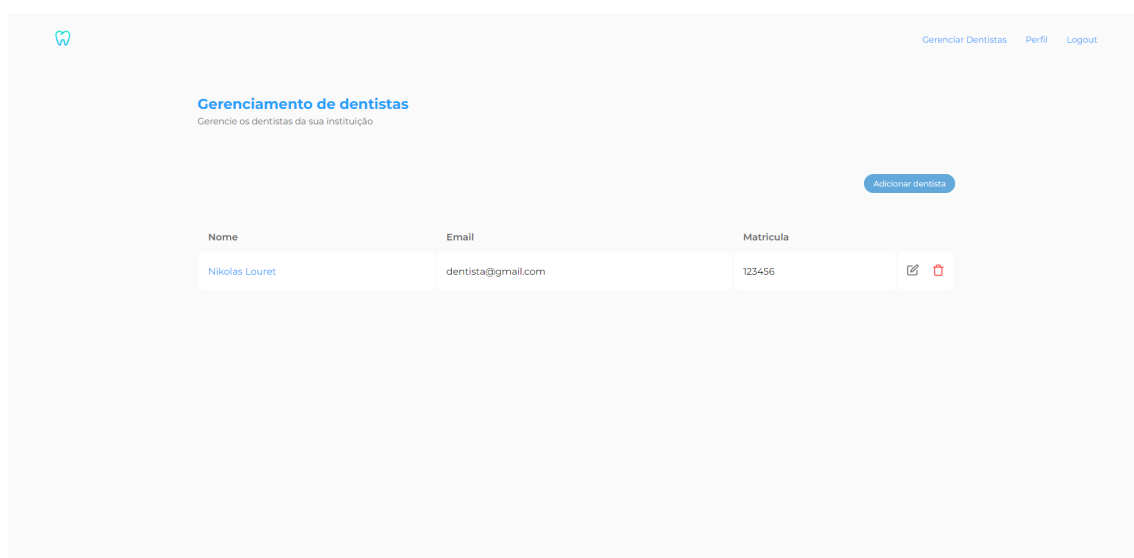 Gerenciar Dentistas Perfil Logout
Gerenciamento de dentistas
Gerencie os dentistas da sua instituição
Adicionar dentista
Nome Email Matricula
Nikolas Louret dentista@gmail.com 123456